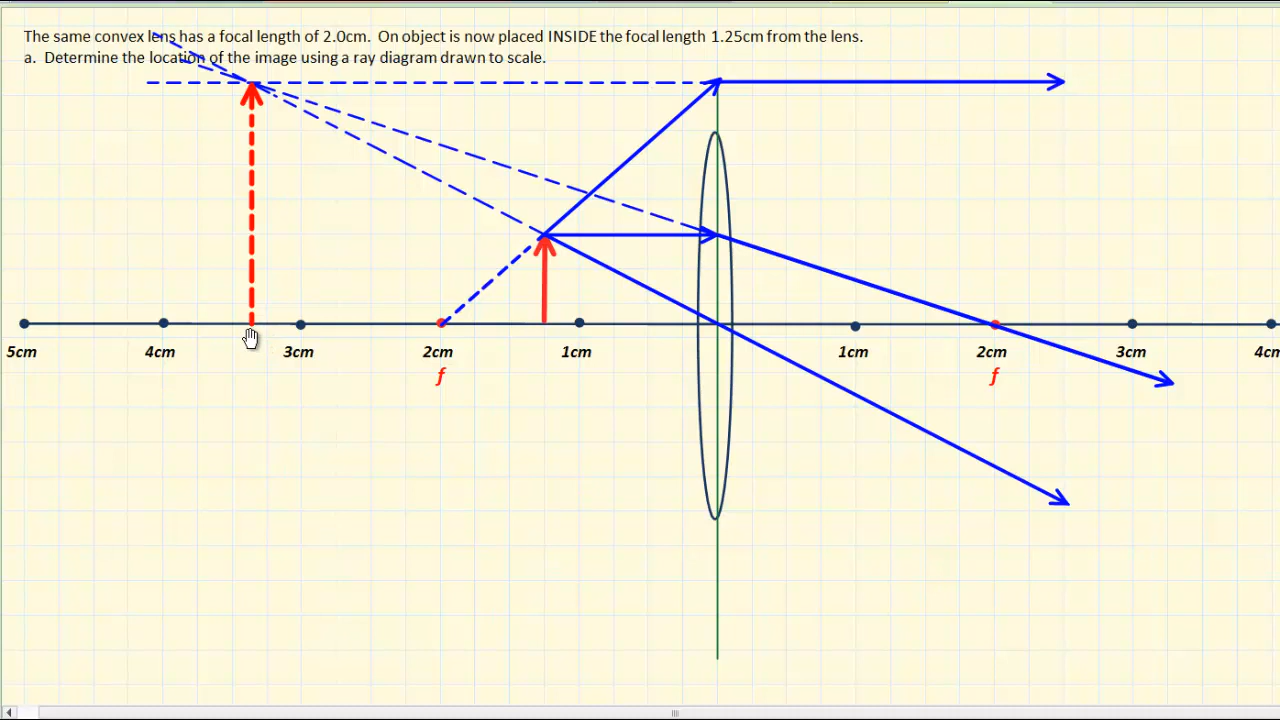 The same convex lens has a focal length of 2.0cm. On object is now placed INSIDE the focal length 1.25cm from the lens.
a. Determine the location of the image using a ray diagram drawn to scale.
5cm 4cm 3cm 2cm 1cm 1cm 2cm 3cm 4cm
f f